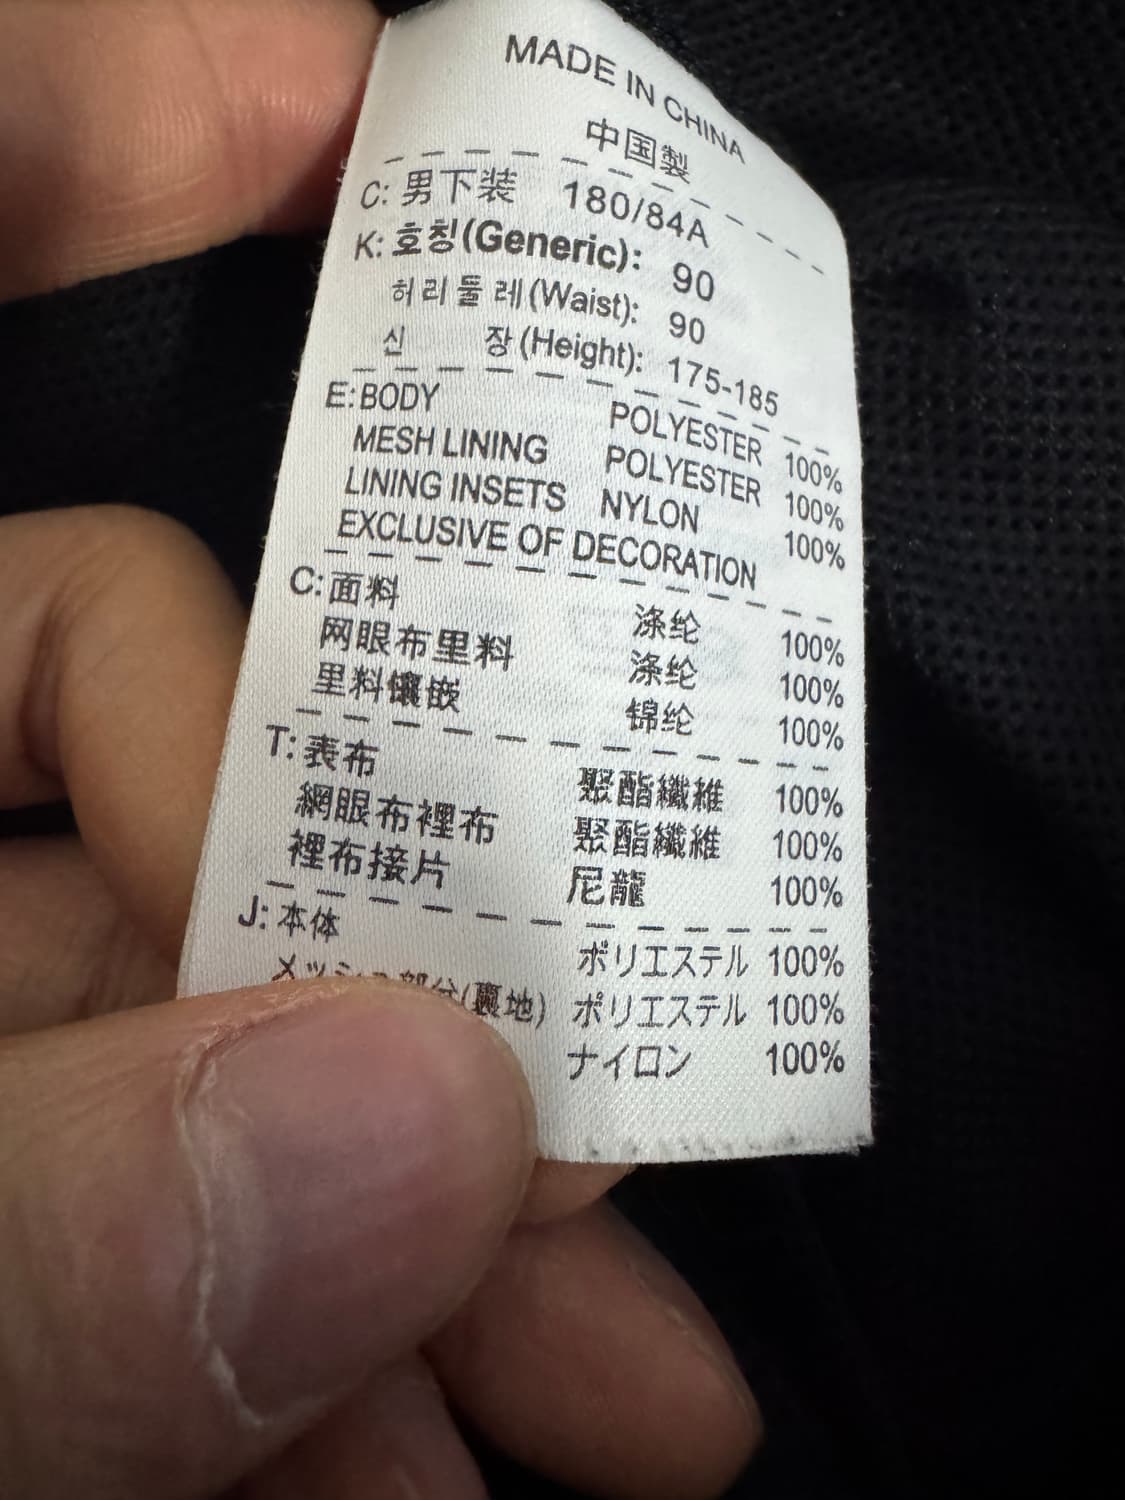 MADE IN CHINA
中国製
C: 男下装 180/84A
K: 호칭(Generic): 90
허리둘레(Waist): 90
신 장(Height): 175-185
E: BODY POLYESTER 100%
MESH LINING POLYESTER 100%
LINING INSETS NYLON 100%
EXCLUSIVE OF DECORATION
C: 面料 涤纶 100%
网眼布里料 涤纶 100%
里料镶嵌 锦纶 100%
T: 表布 聚酯纖維 100%
網眼布裡布 聚酯纖維 100%
裡布接片 尼龍 100%
J: 本体 ポリエステル 100%
(裏地) ポリエステル 100%
ナイロン 100%